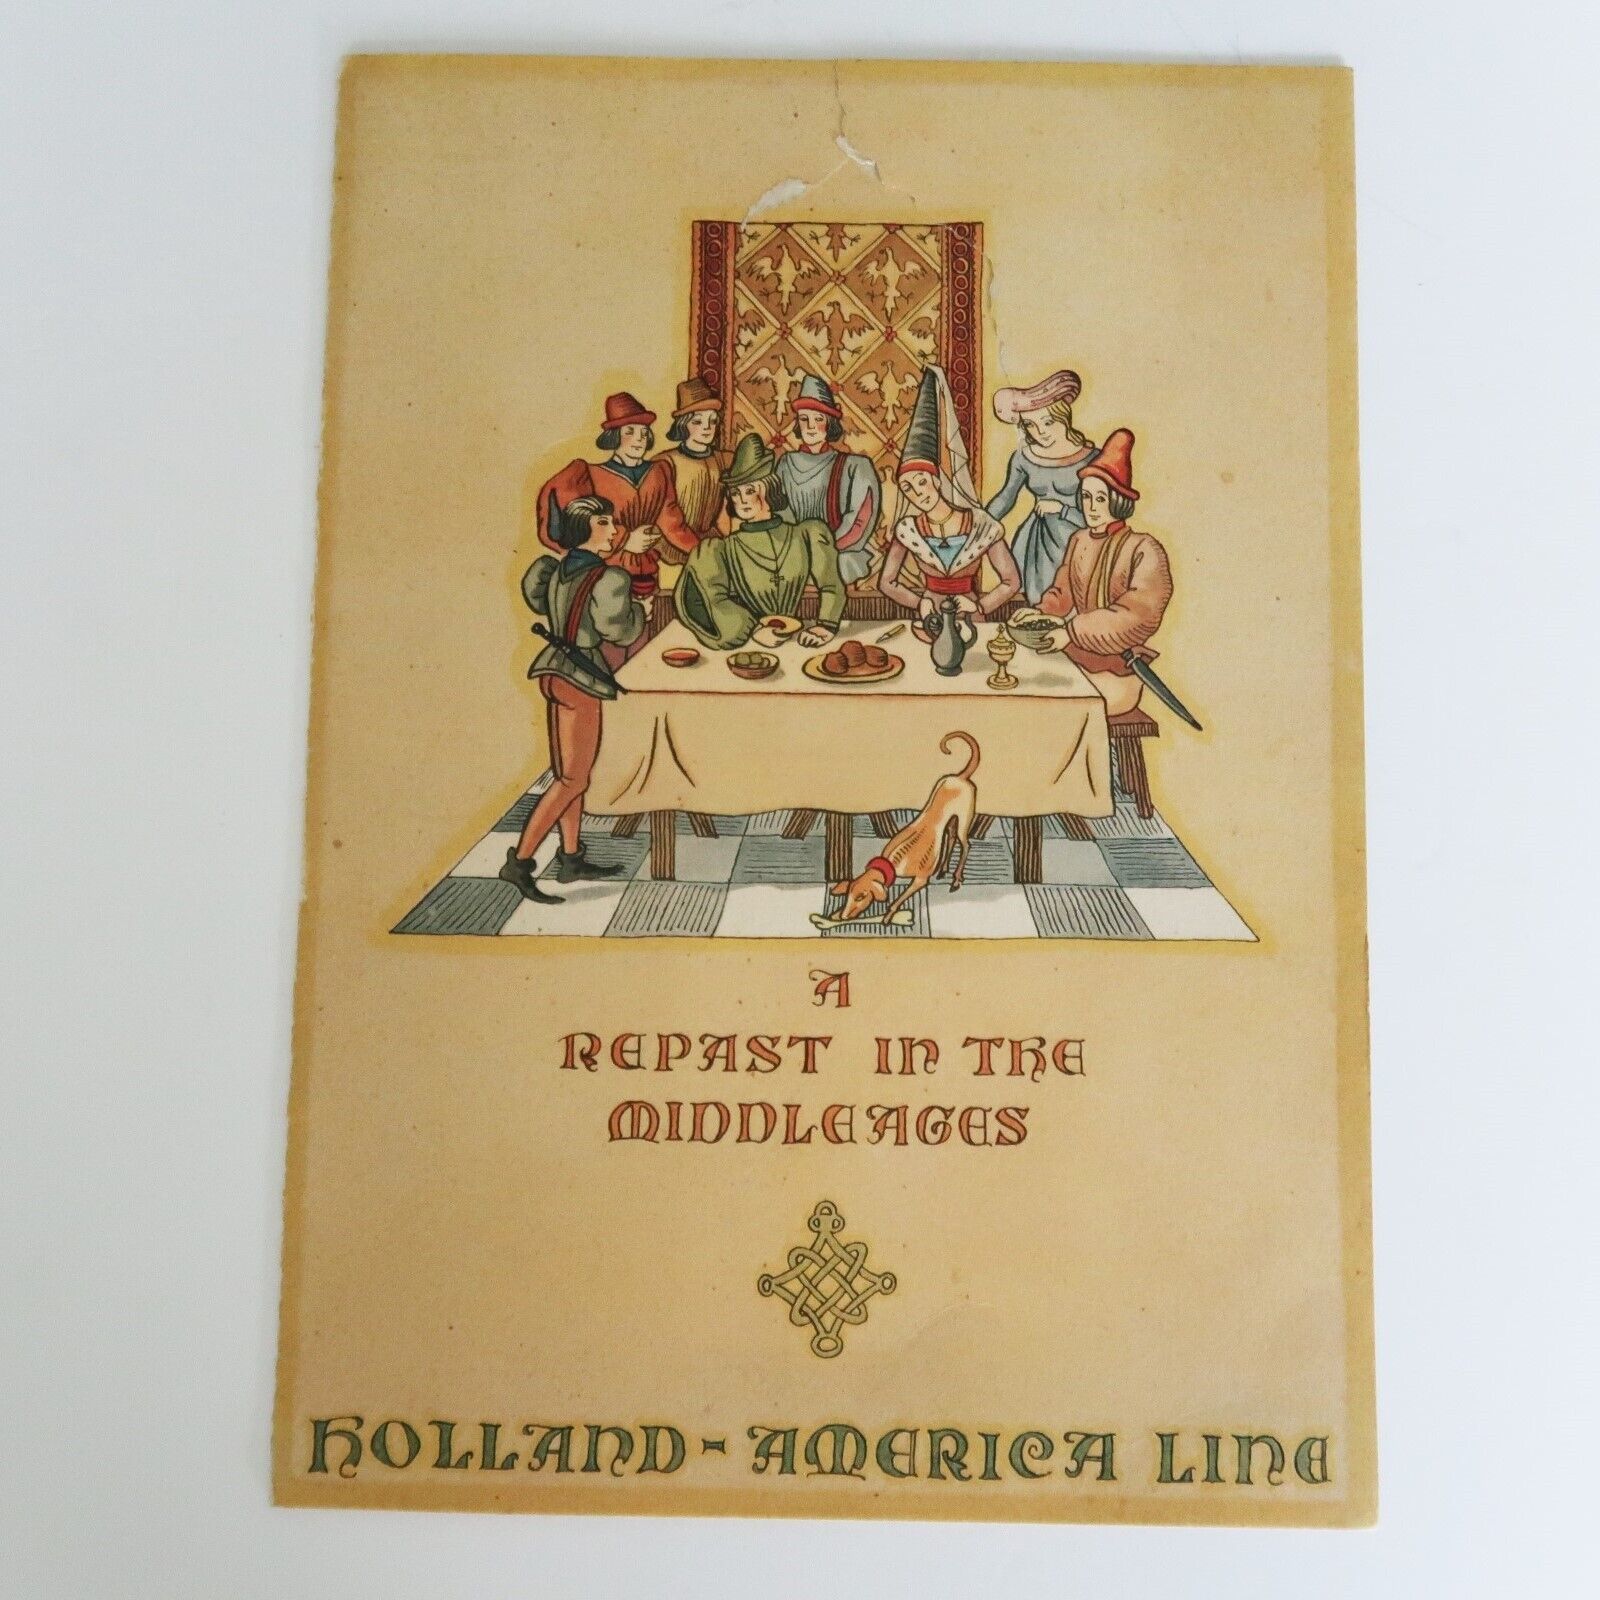 A
REPAST IN THE
MIDDLEAGES
HOLLAND-AMERICA LINE